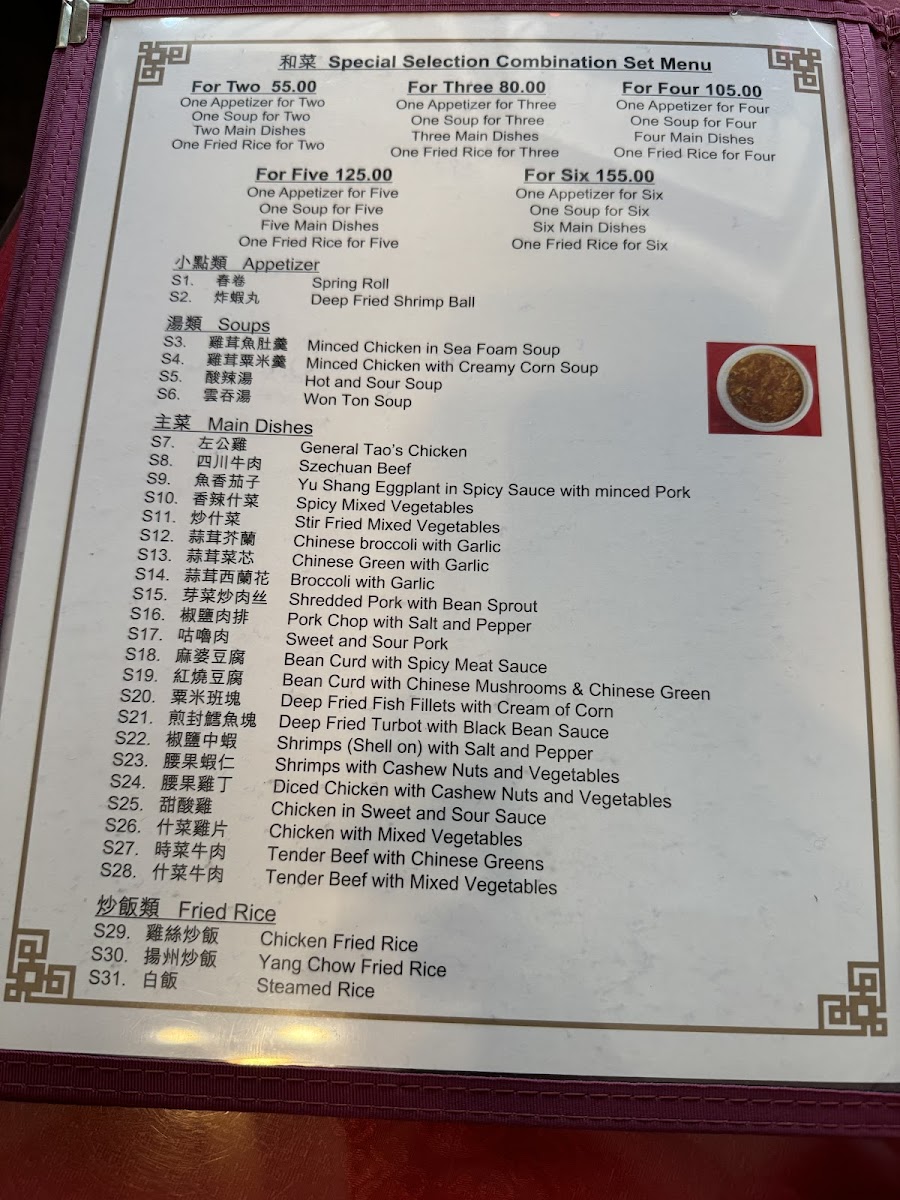 和菜 Special Selection Combination Set Menu
For Two 55.00
One Appetizer for Two
One Soup for Two
Two Main Dishes
One Fried Rice for Two
For Three 80.00
One Appetizer for Three
One Soup for Three
Three Main Dishes
One Fried Rice for Three
For Four 105.00
One Appetizer for Four
One Soup for Four
Four Main Dishes
One Fried Rice for Four
For Five 125.00
One Appetizer for Five
One Soup for Five
Five Main Dishes
One Fried Rice for Five
For Six 155.00
One Appetizer for Six
One Soup for Six
Six Main Dishes
One Fried Rice for Six
小點類 Appetizer
S1. 春卷 Spring Roll
S2. 炸蝦丸 Deep Fried Shrimp Ball
湯類 Soups
S3. 雞茸魚肚羹 Minced Chicken in Sea Foam Soup
S4. 雞茸粟米羹 Minced Chicken with Creamy Corn Soup
S5. 酸辣湯 Hot and Sour Soup
S6. 雲吞湯 Won Ton Soup
主菜 Main Dishes
S7. 左公雞 General Tao's Chicken
S8. 四川牛肉 Szechuan Beef
S9. 魚香茄子 Yu Shang Eggplant in Spicy Sauce with minced Pork
S10. 香辣什菜 Spicy Mixed Vegetables
S11. 炒什菜 Stir Fried Mixed Vegetables
S12. 蒜茸芥蘭 Chinese broccoli with Garlic
S13. 蒜茸菜芯 Chinese Green with Garlic
S14. 蒜茸西蘭花 Broccoli with Garlic
S15. 芽菜炒肉丝 Shredded Pork with Bean Sprout
S16. 椒鹽肉排 Pork Chop with Salt and Pepper
S17. 咕嚕肉 Sweet and Sour Pork
S18. 麻婆豆腐 Bean Curd with Spicy Meat Sauce
S19. 紅燒豆腐 Bean Curd with Chinese Mushrooms & Chinese Green
S20. 粟米班塊 Deep Fried Fish Fillets with Cream of Corn
S21. 煎封鱈魚塊 Deep Fried Turbot with Black Bean Sauce
S22. 椒鹽中蝦 Shrimps (Shell on) with Salt and Pepper
S23. 腰果蝦仁 Shrimps with Cashew Nuts and Vegetables
S24. 腰果雞丁 Diced Chicken with Cashew Nuts and Vegetables
S25. 甜酸雞 Chicken in Sweet and Sour Sauce
S26. 什菜雞片 Chicken with Mixed Vegetables
S27. 時菜牛肉 Tender Beef with Chinese Greens
S28. 什菜牛肉 Tender Beef with Mixed Vegetables
炒飯類 Fried Rice
S29. 雞絲炒飯 Chicken Fried Rice
S30. 揚州炒飯 Yang Chow Fried Rice
S31. 白飯 Steamed Rice